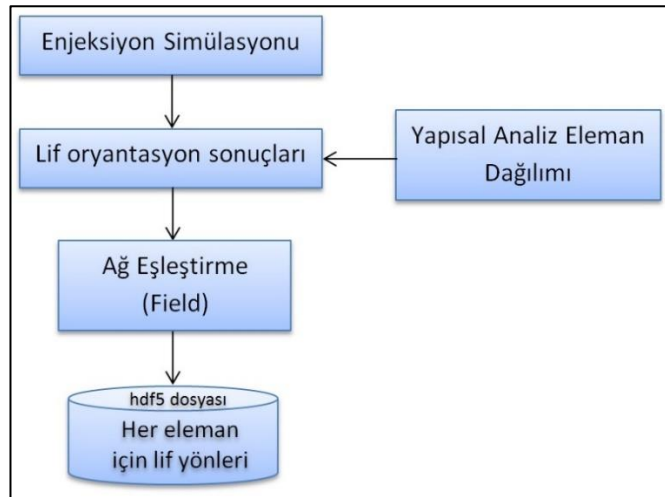 Enjeksiyon Simülasyonu
Lif oryantasyon sonuçları
Yapısal Analiz Eleman
Dağılımı
Ağ Eşleştirme
(Field)
hdf5 dosyası
Her eleman
için lif yönleri